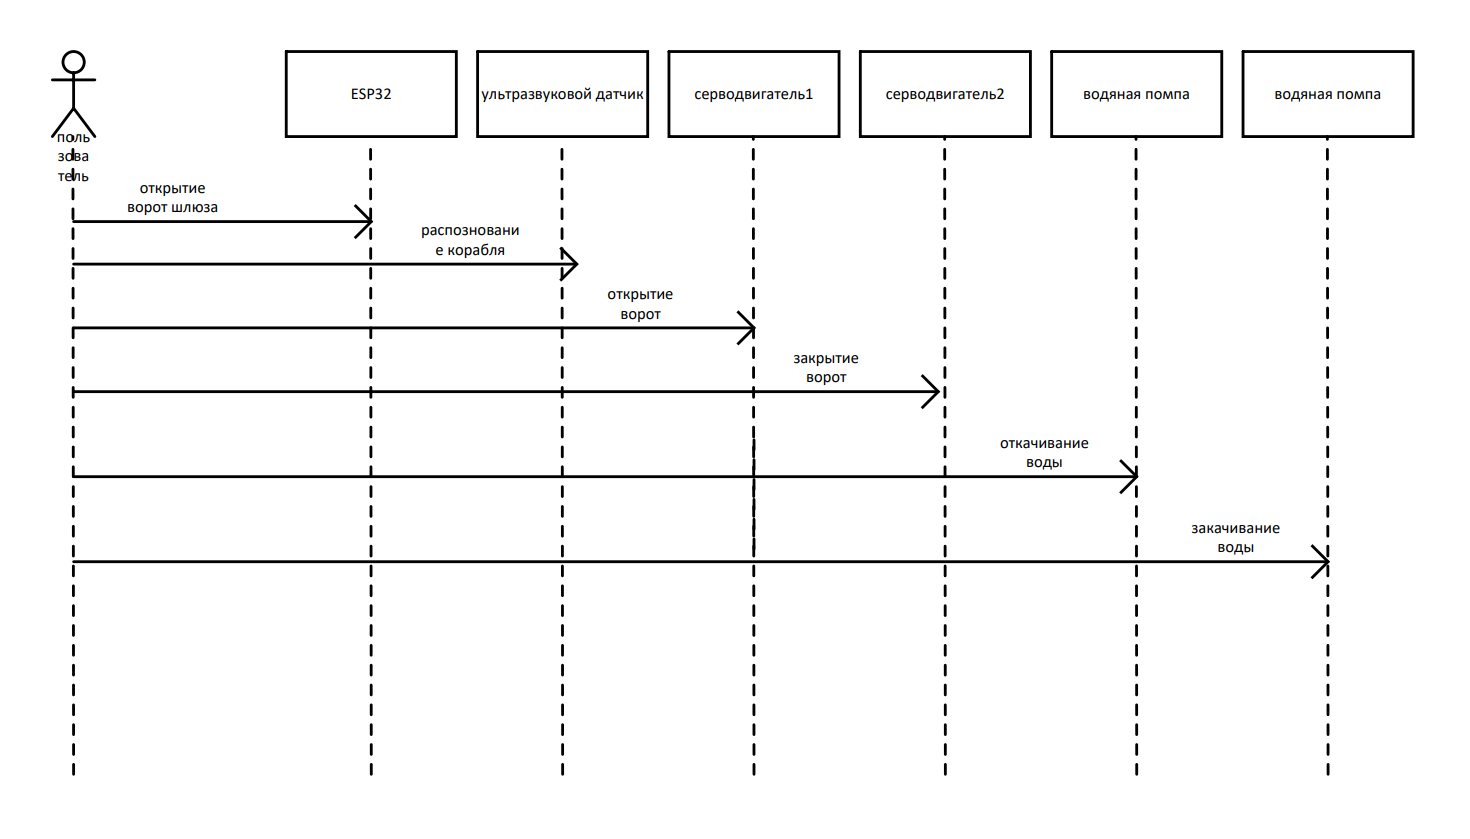 поль
зова
тель
ESP32
ультразвуковой датчик
серводвигатель1
серводвигатель2
водяная помпа
водяная помпа
открытие
ворот шлюза
распозновани
е корабля
открытие
ворот
закрытие
ворот
откачивание
воды
закачивание
воды